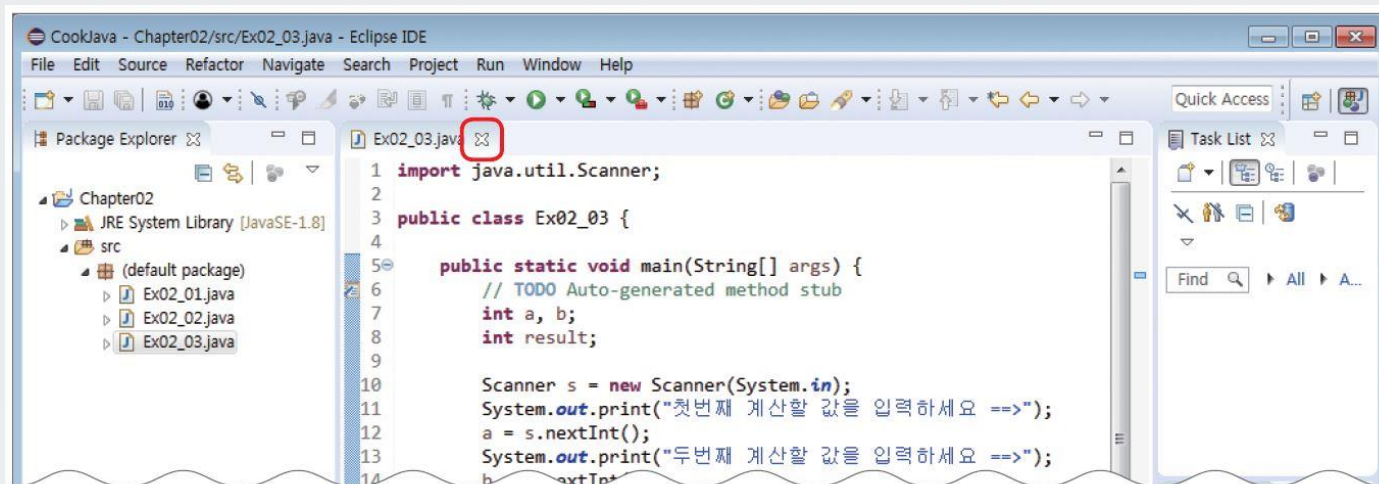 CookJava - Chapter02/src/Ex02_03.java - Eclipse IDE
File Edit Source Refactor Navigate Search Project Run Window Help
Quick Access
Package Explorer
Ex02_03.java
Task List
Chapter02
JRE System Library [JavaSE-1.8]
src
(default package)
Ex02_01.java
Ex02_02.java
Ex02_03.java
1 import java.util.Scanner;
2
3 public class Ex02_03 {
4
5 public static void main(String[] args) {
6 // TODO Auto-generated method stub
7 int a, b;
8 int result;
9
10 Scanner s = new Scanner(System.in);
11 System.out.print("첫번째 계산할 값을 입력하세요 ==>");
12 a = s.nextInt();
13 System.out.print("두번째 계산할 값을 입력하세요 ==>");
14
Find All A...